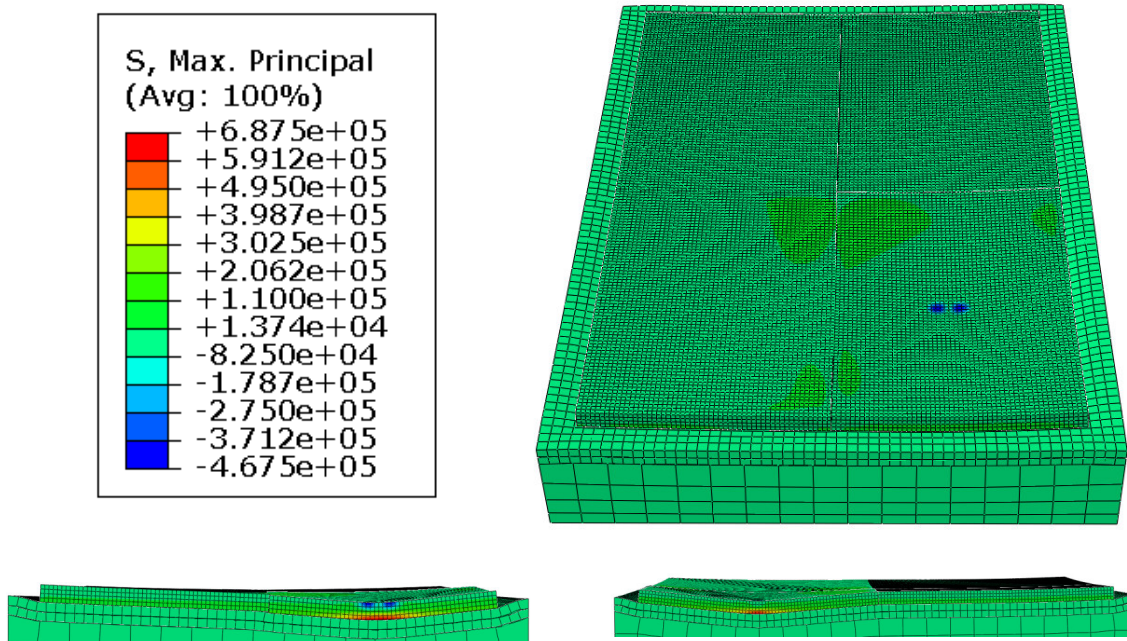 S, Max. Principal
(Avg: 100%)
+6.875e+05
+5.912e+05
+4.950e+05
+3.987e+05
+3.025e+05
+2.062e+05
+1.100e+05
+1.374e+04
-8.250e+04
-1.787e+05
-2.750e+05
-3.712e+05
-4.675e+05